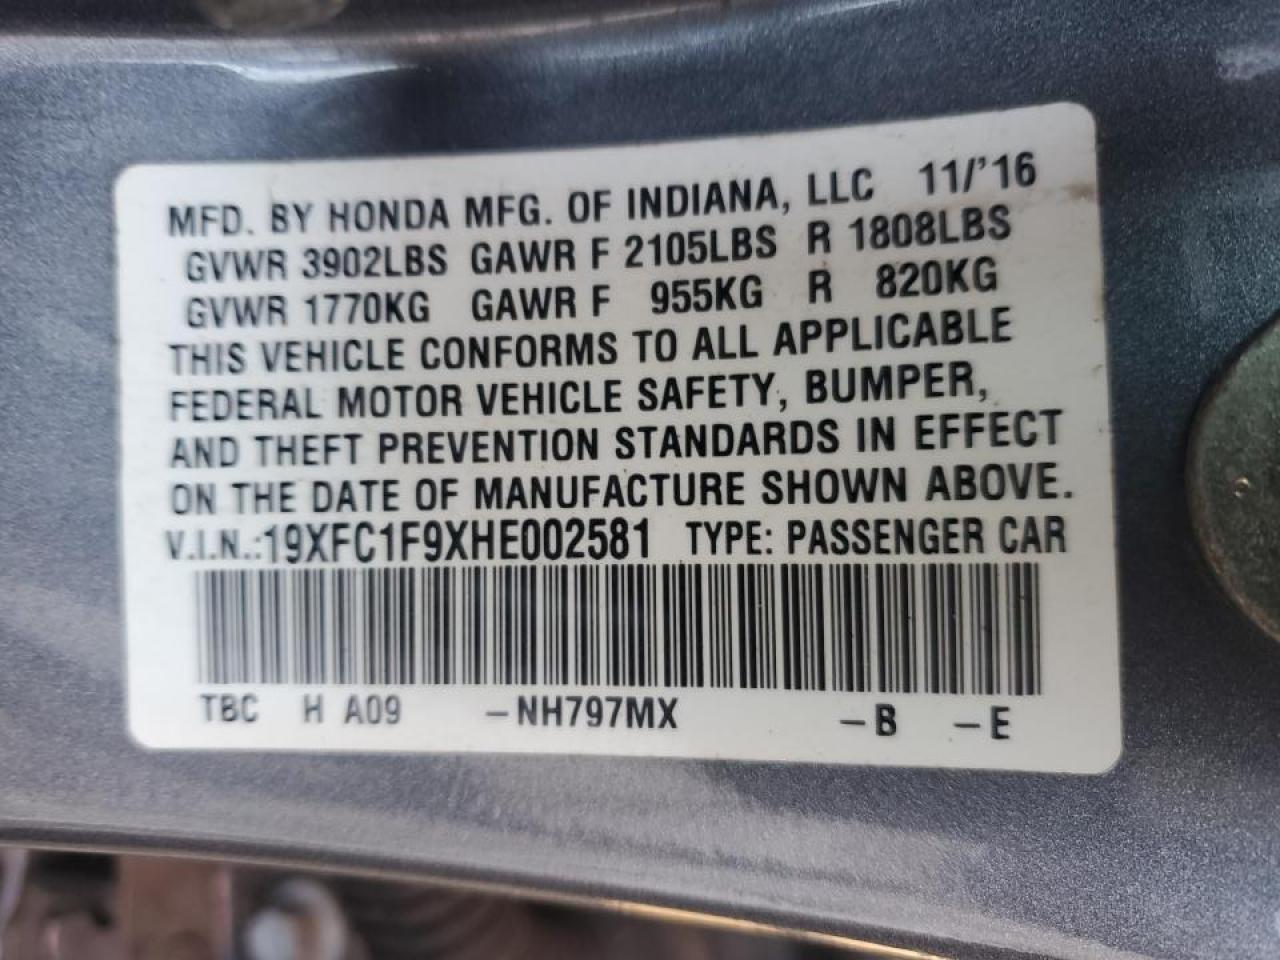 MFD. BY HONDA MFG. OF INDIANA, LLC 11/'16
GVWR 3902LBS GAWR F 2105LBS R 1808LBS
GVWR 1770KG GAWR F 955KG R 820KG
THIS VEHICLE CONFORMS TO ALL APPLICABLE
FEDERAL MOTOR VEHICLE SAFETY, BUMPER,
AND THEFT PREVENTION STANDARDS IN EFFECT
ON THE DATE OF MANUFACTURE SHOWN ABOVE.
V.I.N.:19XFC1F9XHE002581 TYPE: PASSENGER CAR
TBC H A09 -NH797MX -B -E